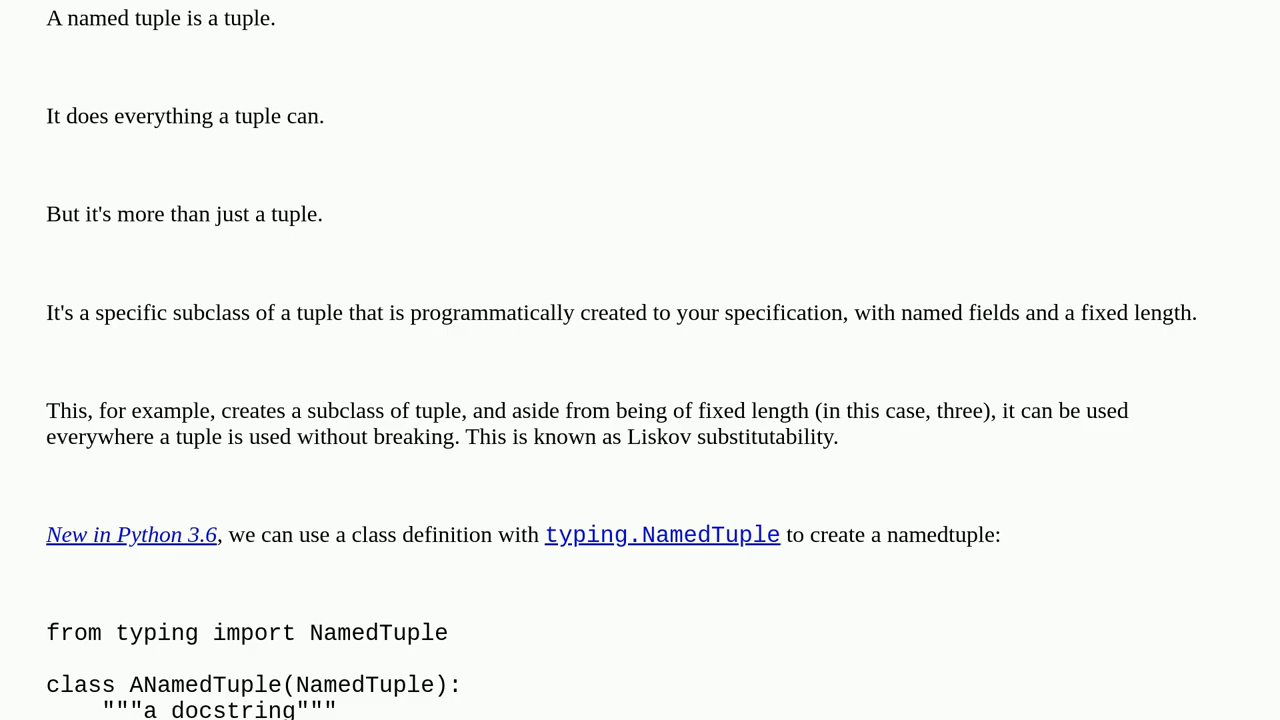 A named tuple is a tuple.
It does everything a tuple can.
But it's more than just a tuple.
It's a specific subclass of a tuple that is programmatically created to your specification, with named fields and a fixed length.
This, for example, creates a subclass of tuple, and aside from being of fixed length (in this case, three), it can be used
everywhere a tuple is used without breaking. This is known as Liskov substitutability.
New in Python 3.6, we can use a class definition with typing.NamedTuple to create a namedtuple:
from typing import NamedTuple
class ANamedTuple(NamedTuple):
    """a docstring"""